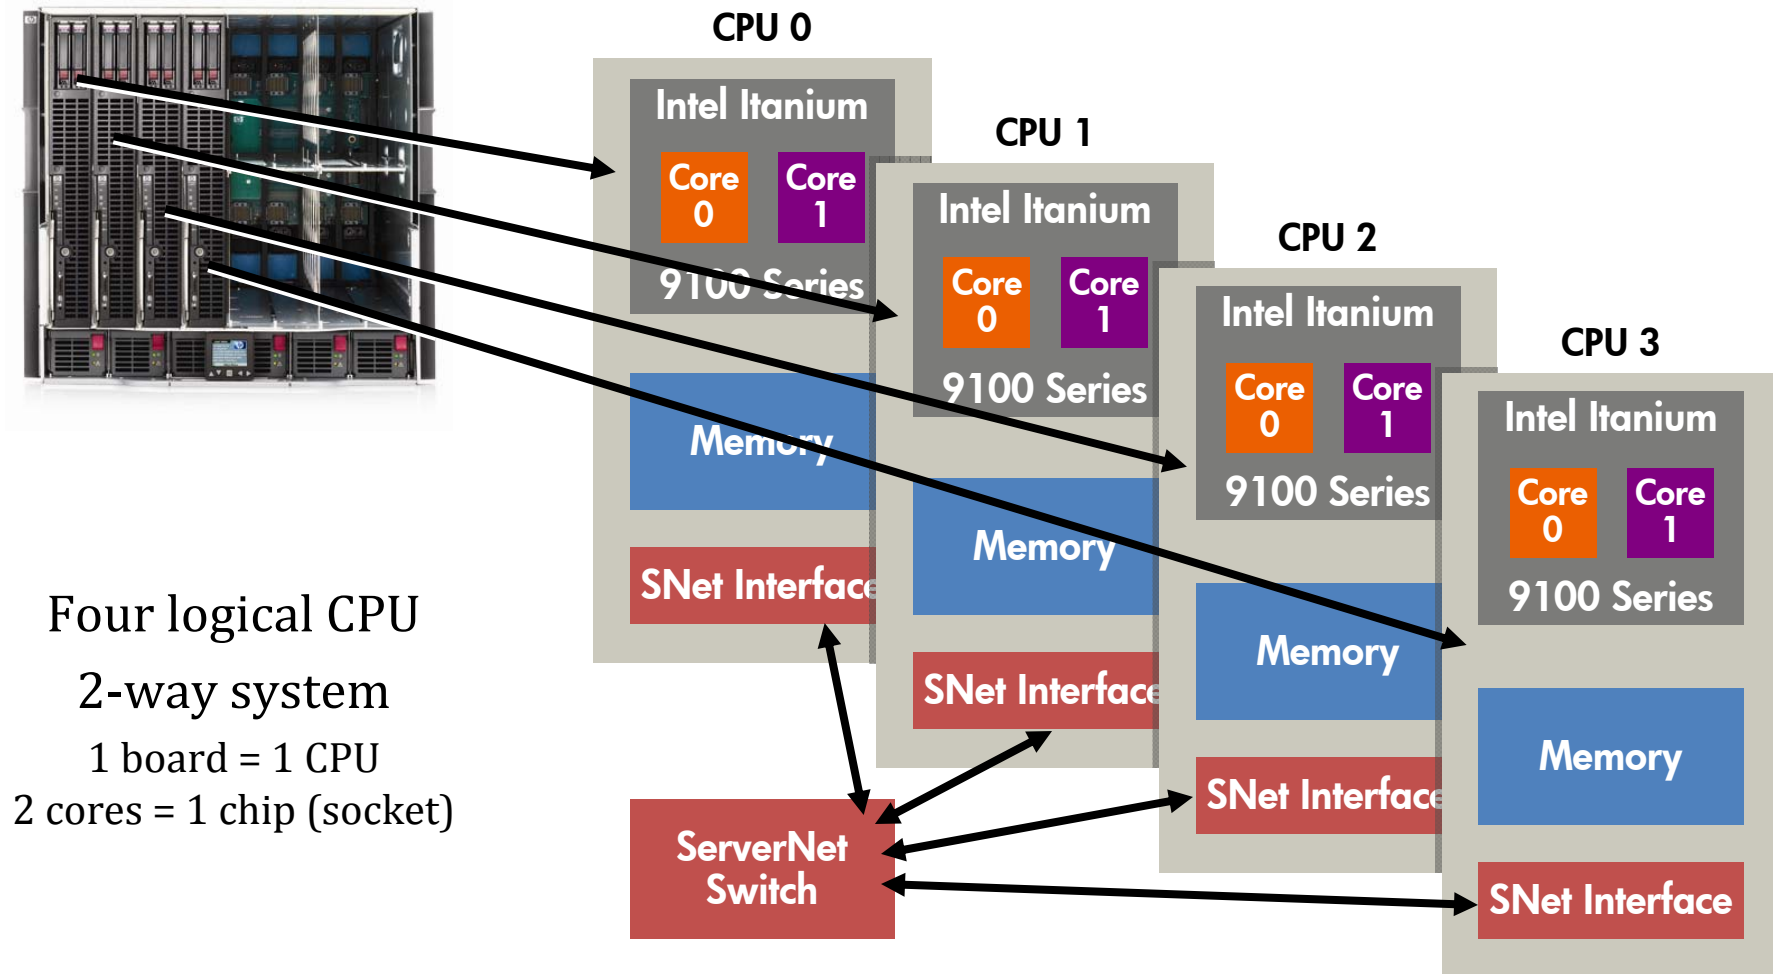 CPU 0
Intel Itanium
Core
0
Core
1
9100 Series
Memory
SNet Interface
CPU 1
Intel Itanium
Core
0
Core
1
9100 Series
Memory
SNet Interface
CPU 2
Intel Itanium
Core
0
Core
1
9100 Series
Memory
SNet Interface
CPU 3
Intel Itanium
Core
0
Core
1
9100 Series
Memory
SNet Interface
ServerNet
Switch
Four logical CPU
2-way system
1 board = 1 CPU
2 cores = 1 chip (socket)